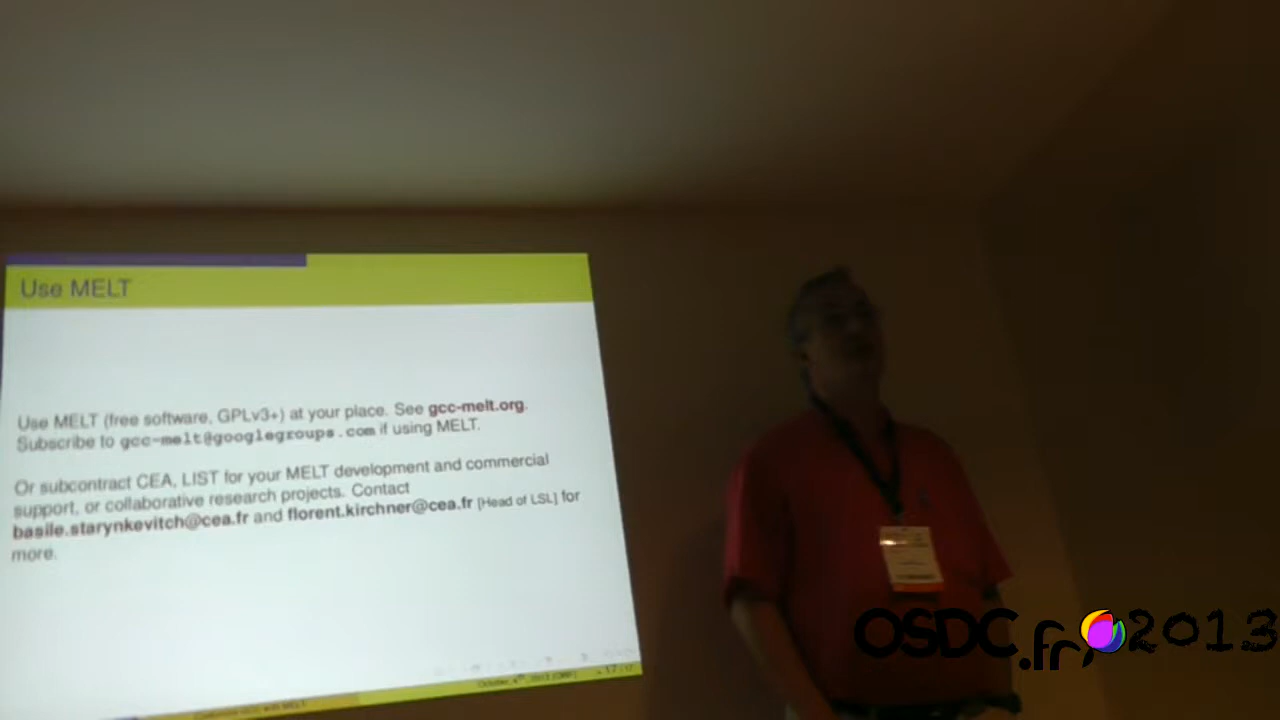 Use MELT
Use MELT (free software, GPLv3+) at your place. See gcc-melt.org.
Subscribe to gcc-melt@googlegroups.com if using MELT.
Or subcontract CEA, LIST for your MELT development and commercial
support, or collaborative research projects. Contact
basile.starynkevitch@cea.fr and florent.kirchner@cea.fr [Head of LSL] for
more.
OSDC.fr 2013